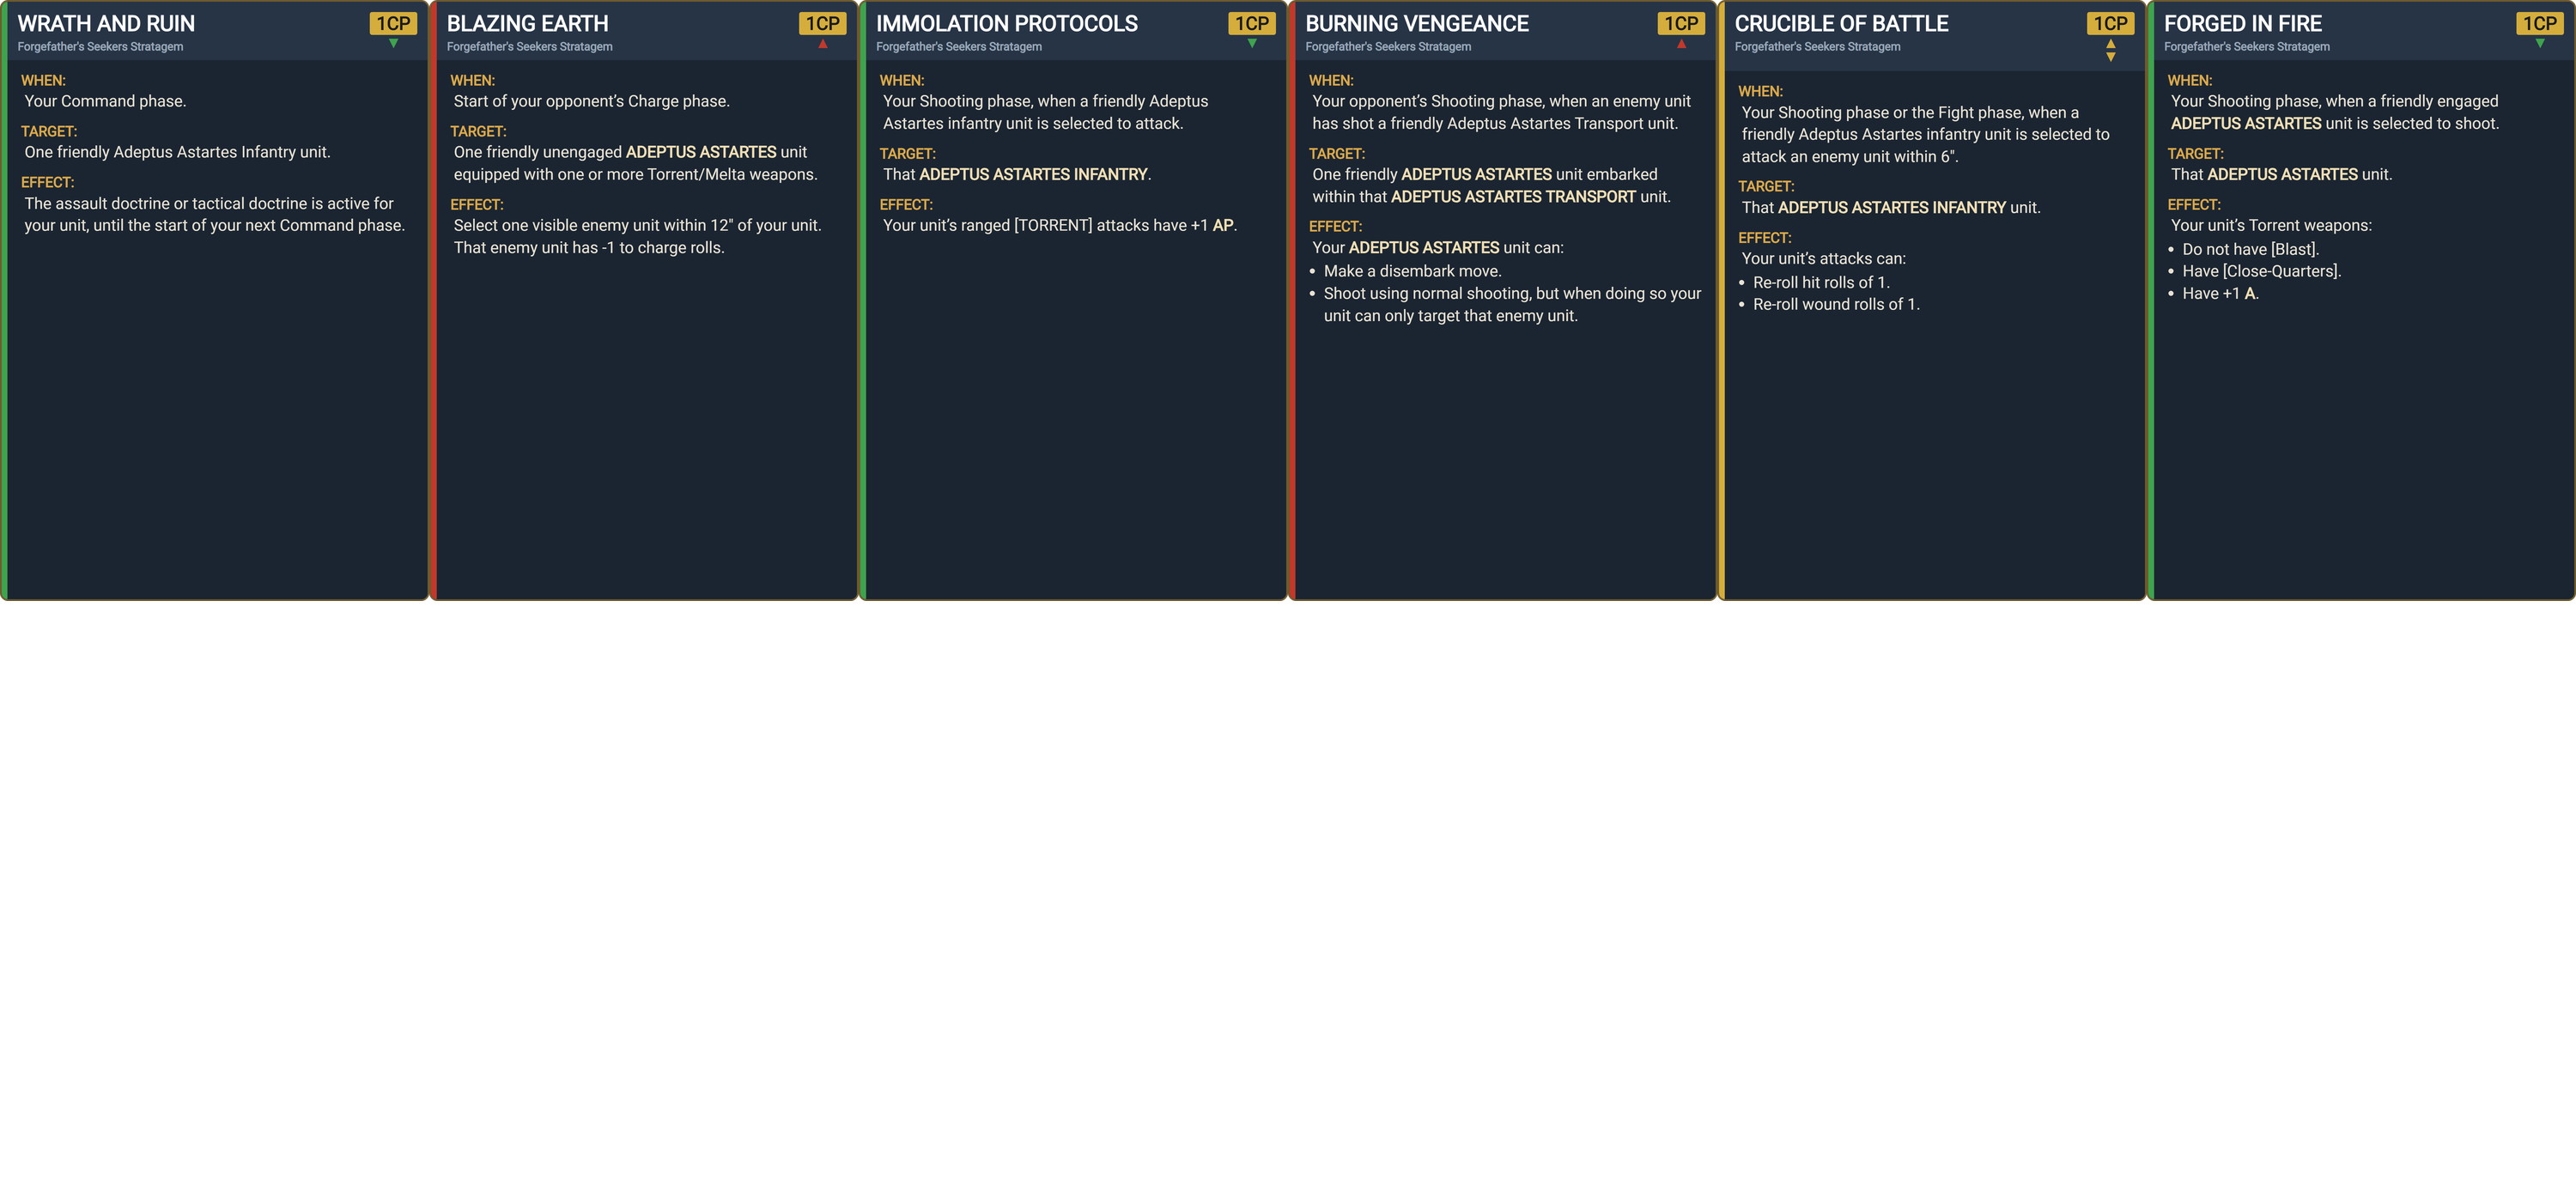 WRATH AND RUIN
1CP
▼
Forgefather's Seekers Stratagem
WHEN:
Your Command phase.
TARGET:
One friendly Adeptus Astartes Infantry unit.
EFFECT:
The assault doctrine or tactical doctrine is active for
your unit, until the start of your next Command phase.
BLAZING EARTH
1CP
▲
Forgefather's Seekers Stratagem
WHEN:
Start of your opponent’s Charge phase.
TARGET:
One friendly unengaged ADEPTUS ASTARTES unit
equipped with one or more Torrent/Melta weapons.
EFFECT:
Select one visible enemy unit within 12" of your unit.
That enemy unit has -1 to charge rolls.
IMMOLATION PROTOCOLS
1CP
▼
Forgefather's Seekers Stratagem
WHEN:
Your Shooting phase, when a friendly Adeptus
Astartes infantry unit is selected to attack.
TARGET:
That ADEPTUS ASTARTES INFANTRY.
EFFECT:
Your unit’s ranged [TORRENT] attacks have +1 AP.
BURNING VENGEANCE
1CP
▲
Forgefather's Seekers Stratagem
WHEN:
Your opponent’s Shooting phase, when an enemy unit
has shot a friendly Adeptus Astartes Transport unit.
TARGET:
One friendly ADEPTUS ASTARTES unit embarked
within that ADEPTUS ASTARTES TRANSPORT unit.
EFFECT:
Your ADEPTUS ASTARTES unit can:
• Make a disembark move.
• Shoot using normal shooting, but when doing so your
unit can only target that enemy unit.
CRUCIBLE OF BATTLE
1CP
▲
▼
Forgefather's Seekers Stratagem
WHEN:
Your Shooting phase or the Fight phase, when a
friendly Adeptus Astartes infantry unit is selected to
attack an enemy unit within 6".
TARGET:
That ADEPTUS ASTARTES INFANTRY unit.
EFFECT:
Your unit’s attacks can:
• Re-roll hit rolls of 1.
• Re-roll wound rolls of 1.
FORGED IN FIRE
1CP
▼
Forgefather's Seekers Stratagem
WHEN:
Your Shooting phase, when a friendly engaged
ADEPTUS ASTARTES unit is selected to shoot.
TARGET:
That ADEPTUS ASTARTES unit.
EFFECT:
Your unit’s Torrent weapons:
• Do not have [Blast].
• Have [Close-Quarters].
• Have +1 A.